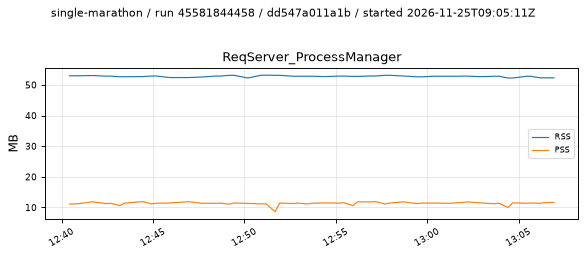 single-marathon / run 45581844458 / dd547a011a1b / started 2026-11-25T09:05:11Z
ReqServer_ProcessManager
MB
50
40
30
20
10
RSS
PSS
12:40
12:45
12:50
12:55
13:00
13:05